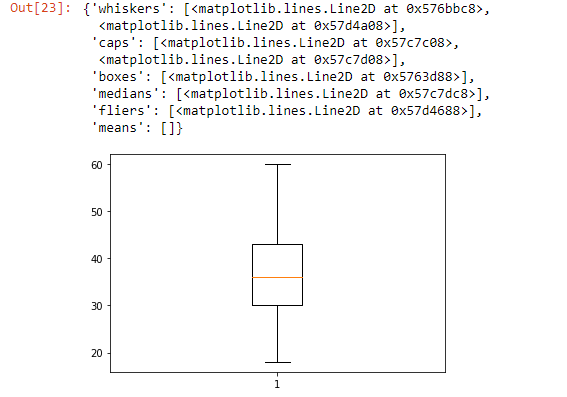 Out[23]: {'whiskers': [<matplotlib.lines.Line2D at 0x576bbc8>,
<matplotlib.lines.Line2D at 0x57d4a08>],
'caps': [<matplotlib.lines.Line2D at 0x57c7c08>,
<matplotlib.lines.Line2D at 0x57c7d08>],
'boxes': [<matplotlib.lines.Line2D at 0x5763d88>],
'medians': [<matplotlib.lines.Line2D at 0x57c7dc8>],
'fliers': [<matplotlib.lines.Line2D at 0x57d4688>],
'means': []}
60
50
40
30
20
1